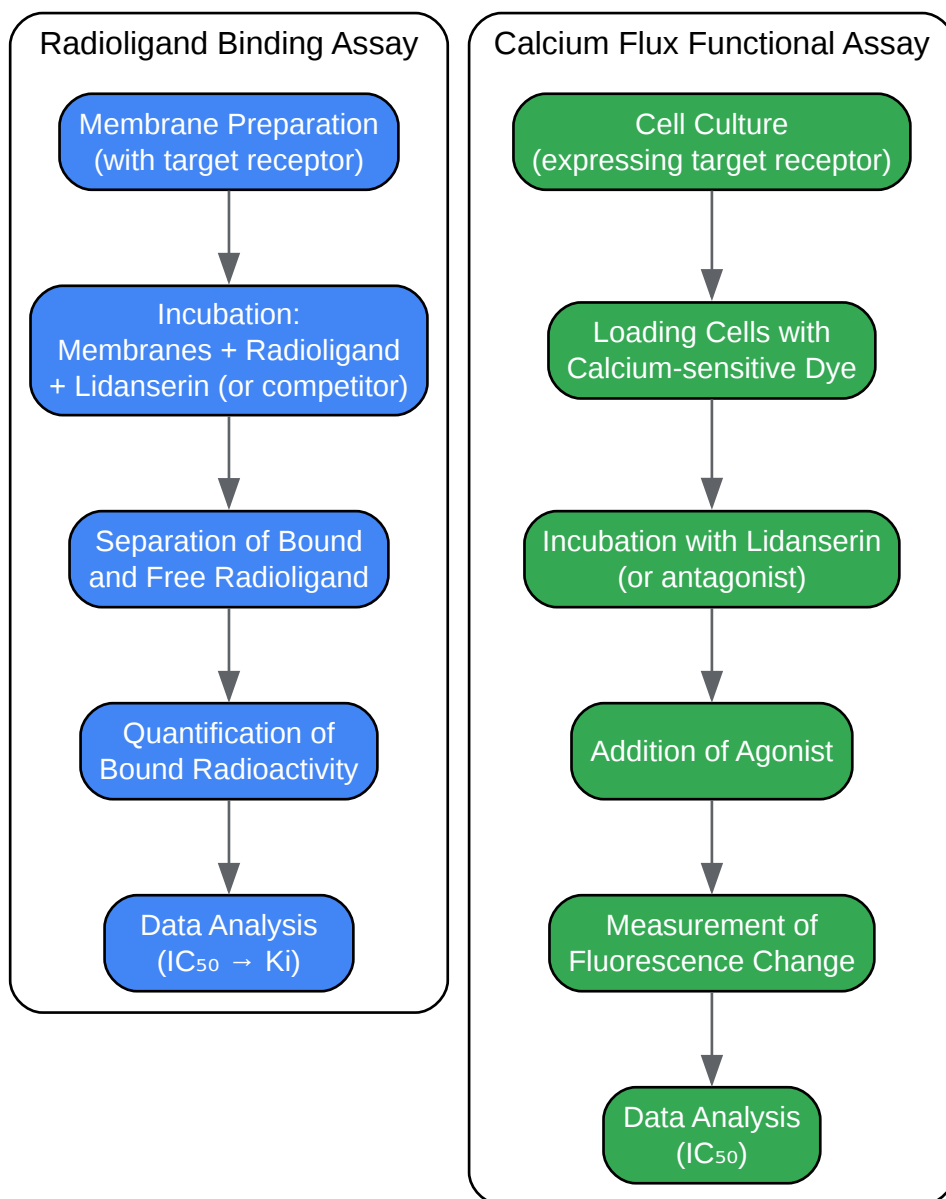 Radioligand Binding Assay
Membrane Preparation
(with target receptor)
Incubation:
Membranes + Radioligand
+ Lidanserin (or competitor)
Separation of Bound
and Free Radioligand
Quantification of
Bound Radioactivity
Data Analysis
(IC₅₀ → Ki)
Calcium Flux Functional Assay
Cell Culture
(expressing target receptor)
Loading Cells with
Calcium-sensitive Dye
Incubation with Lidanserin
(or antagonist)
Addition of Agonist
Measurement of
Fluorescence Change
Data Analysis
(IC₅₀)